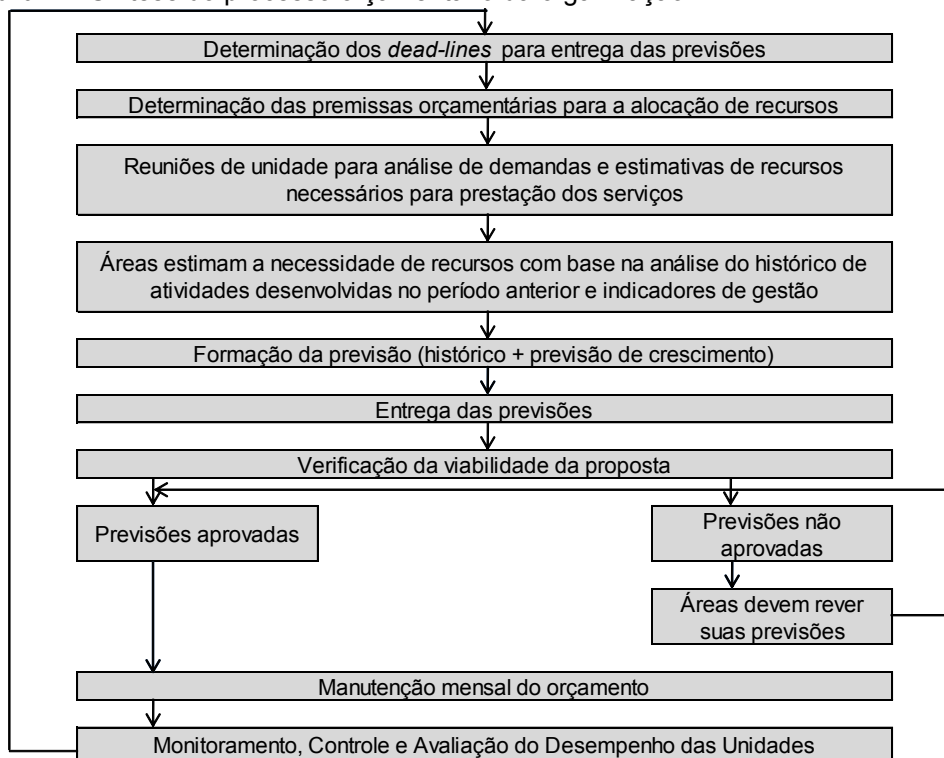 Determinação dos dead-lines para entrega das previsões
Determinação das premissas orçamentárias para a alocação de recursos
Reuniões de unidade para análise de demandas e estimativas de recursos
necessários para prestação dos serviços
Áreas estimam a necessidade de recursos com base na análise do histórico de
atividades desenvolvidas no período anterior e indicadores de gestão
Formação da previsão (histórico + previsão de crescimento)
Entrega das previsões
Verificação da viabilidade da proposta
Previsões aprovadas
Previsões não
aprovadas
Áreas devem rever
suas previsões
Manutenção mensal do orçamento
Monitoramento, Controle e Avaliação do Desempenho das Unidades